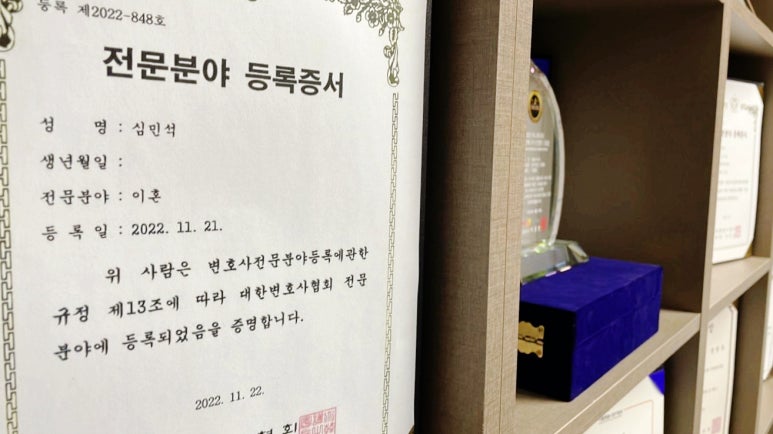 등록 제2022-848호
전문분야 등록증서
성 명 : 심민석
생년월일 :
전문분야 : 이혼
등 록 일 : 2022. 11. 21.
위 사람은 변호사전문분야등록에관한
규정 제13조에 따라 대한변호사협회 전문
분야에 등록되었음을 증명합니다.
2022. 11. 22.
협 회